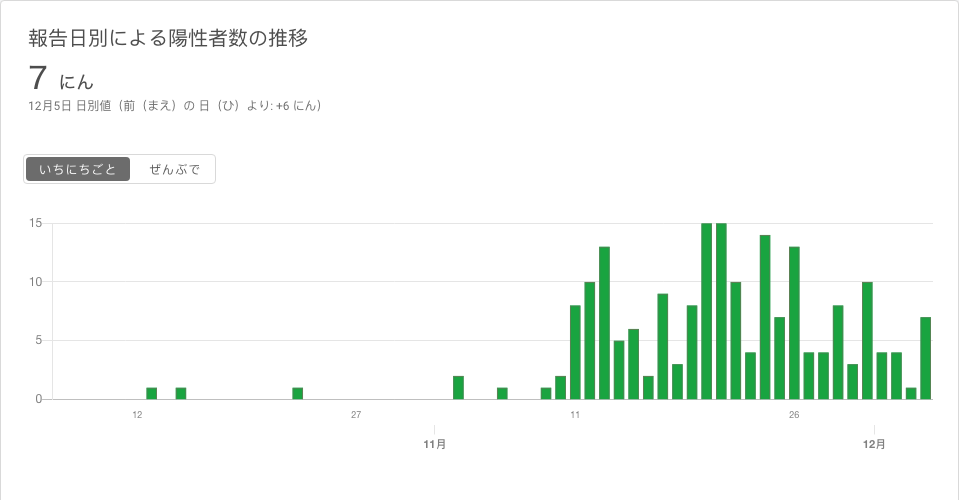 報告日別による陽性者数の推移
7 にん
12月5日 日別値（前（まえ）の 日（ひ）より: +6 にん）
いちにちごと ぜんぶで
15
10
5
0
12 27 11 26
11月 12月